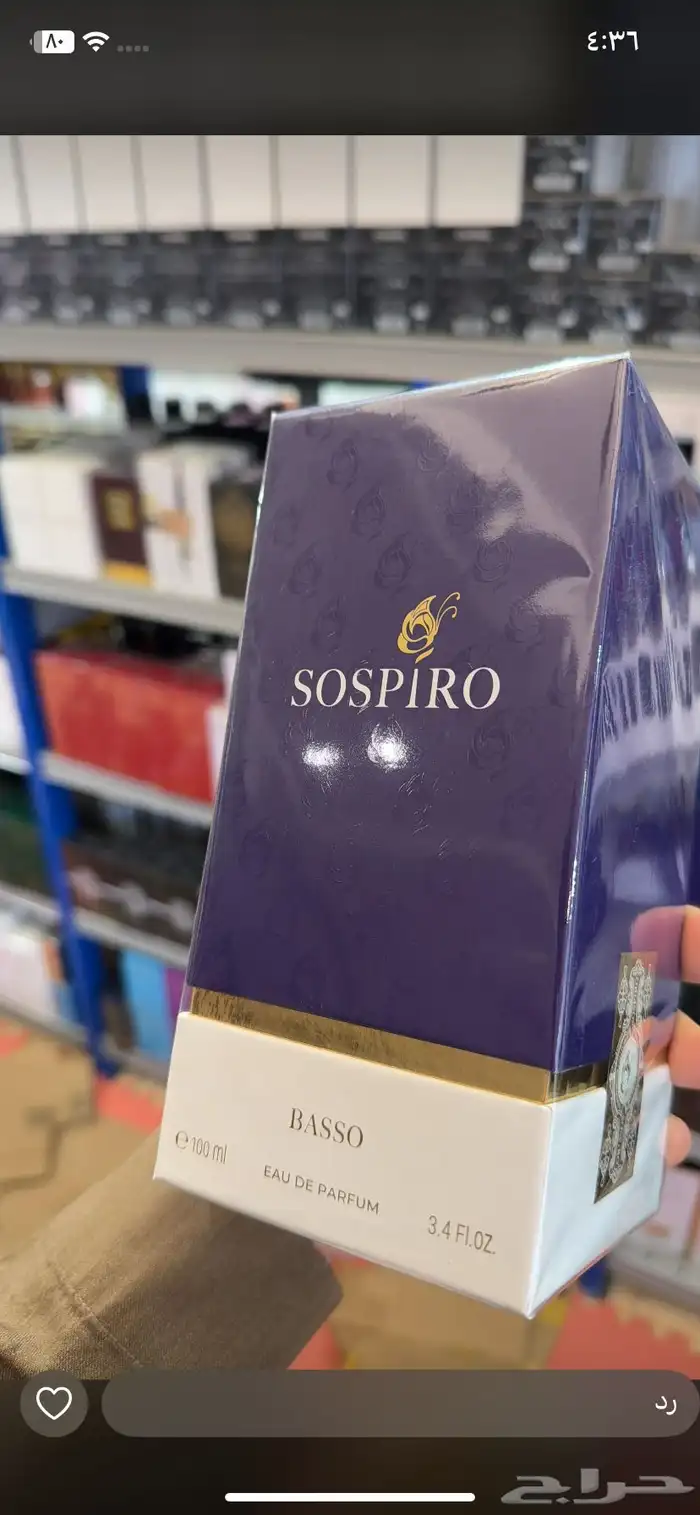 ٨٠
٤:٣٦
SOSPIRO
BASSO
℮ 100 ml
EAU DE PARFUM
3.4 Fl.OZ.
رد
حراج